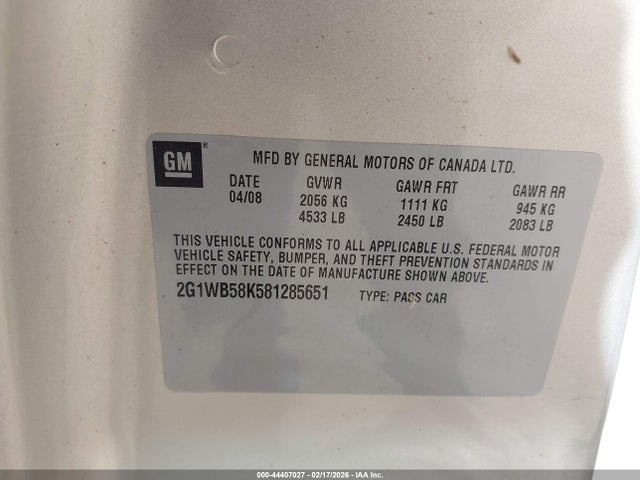 GM ®
MFD BY GENERAL MOTORS OF CANADA LTD.
DATE GVWR GAWR FRT GAWR RR
04/08 2056 KG 1111 KG 945 KG
4533 LB 2450 LB 2083 LB
THIS VEHICLE CONFORMS TO ALL APPLICABLE U.S. FEDERAL MOTOR
VEHICLE SAFETY, BUMPER, AND THEFT PREVENTION STANDARDS IN
EFFECT ON THE DATE OF MANUFACTURE SHOWN ABOVE.
2G1WB58K581285651 TYPE: PASS CAR
000-44407027 - 02/17/2026 - IAA Inc.